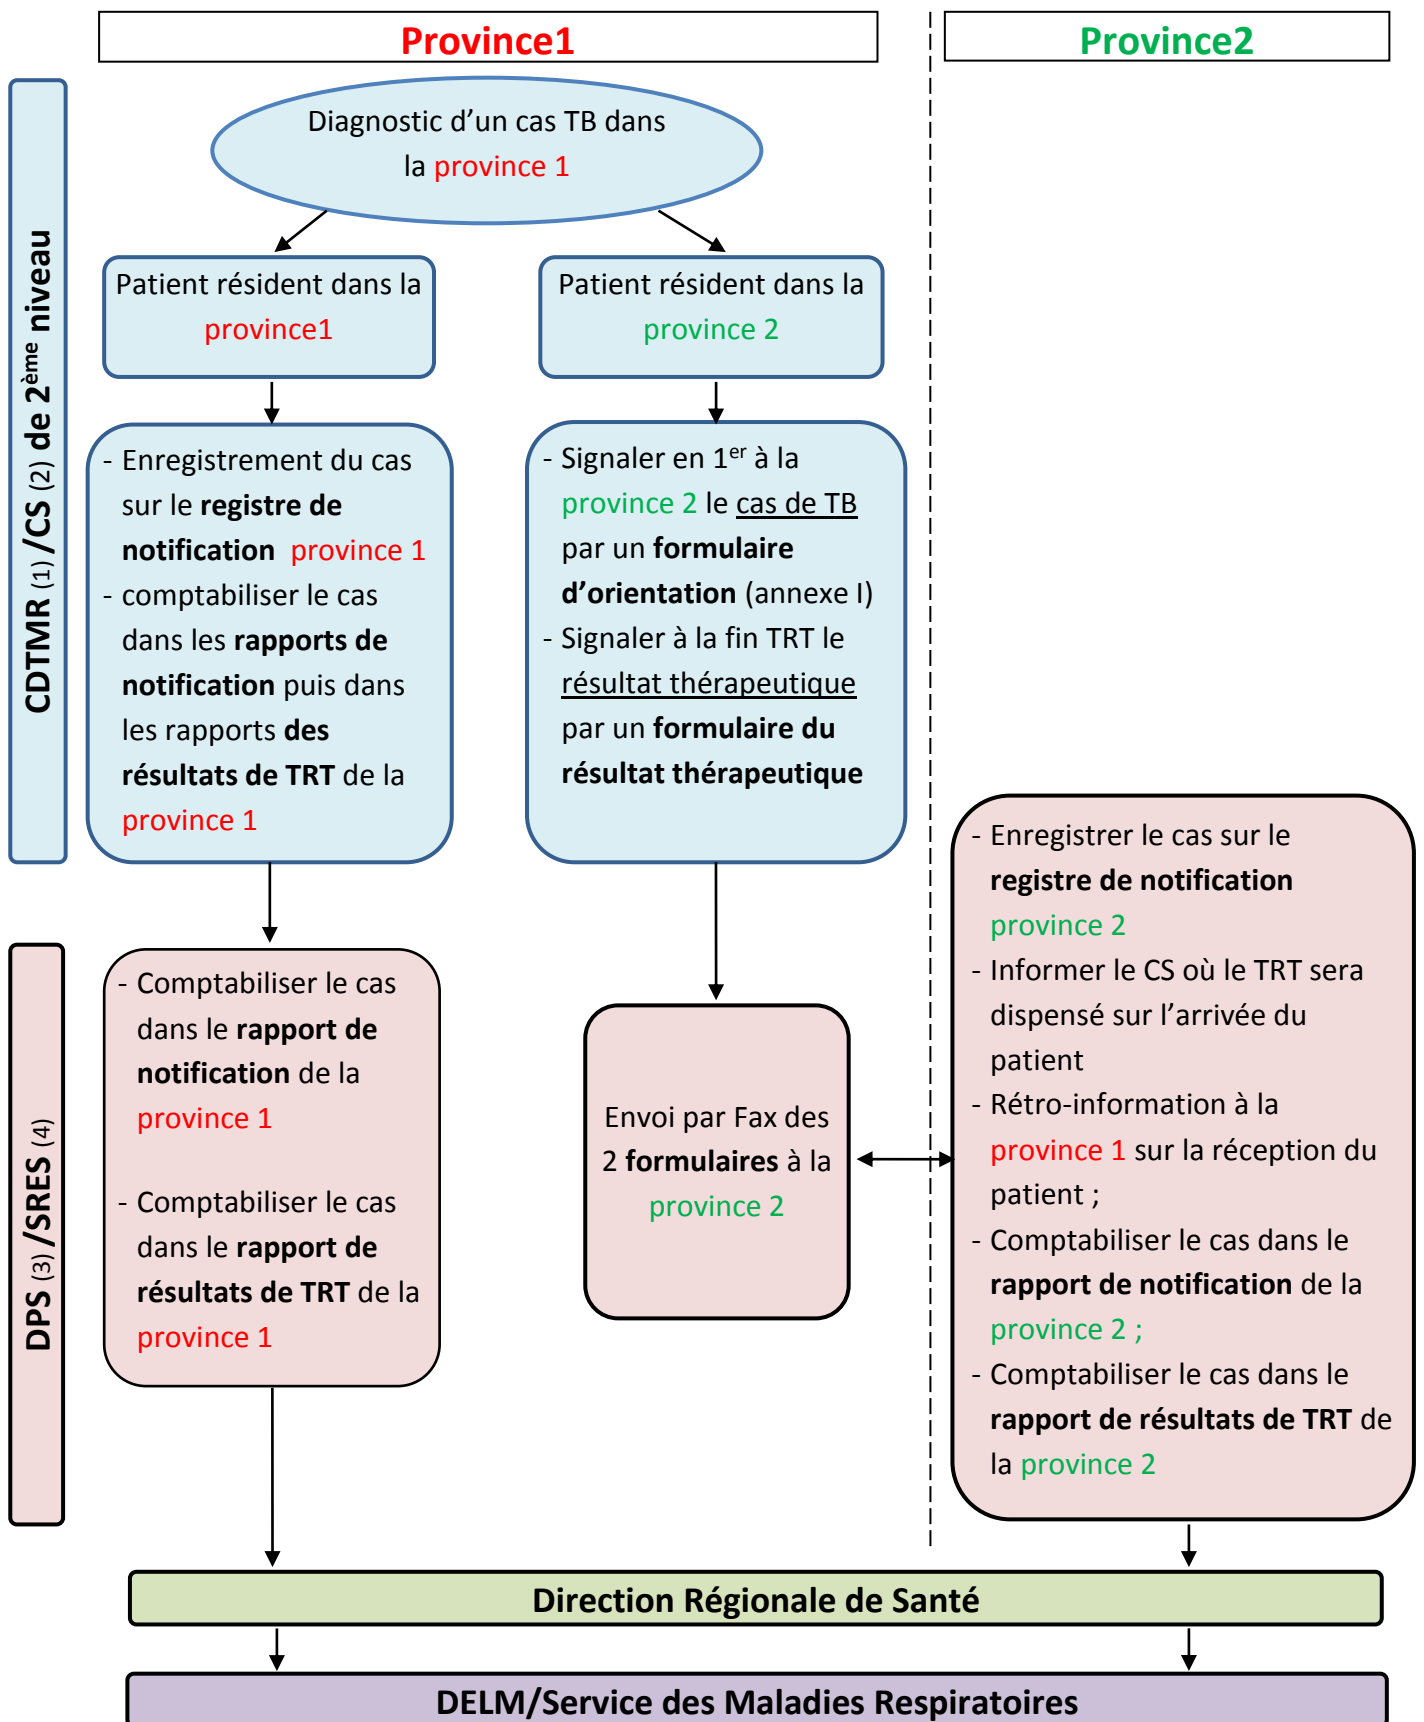 Province1
Province2
CDTMR (1) /CS (2) de 2ème niveau
Diagnostic d’un cas TB dans
la province 1
Patient résident dans la
province1
Patient résident dans la
province 2
- Enregistrement du cas
sur le registre de
notification province 1
- comptabiliser le cas
dans les rapports de
notification puis dans
les rapports des
résultats de TRT de la
province 1
- Signaler en 1er à la
province 2 le cas de TB
par un formulaire
d’orientation (annexe I)
- Signaler à la fin TRT le
résultat thérapeutique
par un formulaire du
résultat thérapeutique
DPS (3) /SRES (4)
- Comptabiliser le cas
dans le rapport de
notification de la
province 1
- Comptabiliser le cas
dans le rapport de
résultats de TRT de la
province 1
Envoi par Fax des
2 formulaires à la
province 2
- Enregistrer le cas sur le
registre de notification
province 2
- Informer le CS où le TRT sera
dispensé sur l’arrivée du
patient
- Rétro-information à la
province 1 sur la réception du
patient ;
- Comptabiliser le cas dans le
rapport de notification de la
province 2 ;
- Comptabiliser le cas dans le
rapport de résultats de TRT de
la province 2
Direction Régionale de Santé
DELM/Service des Maladies Respiratoires